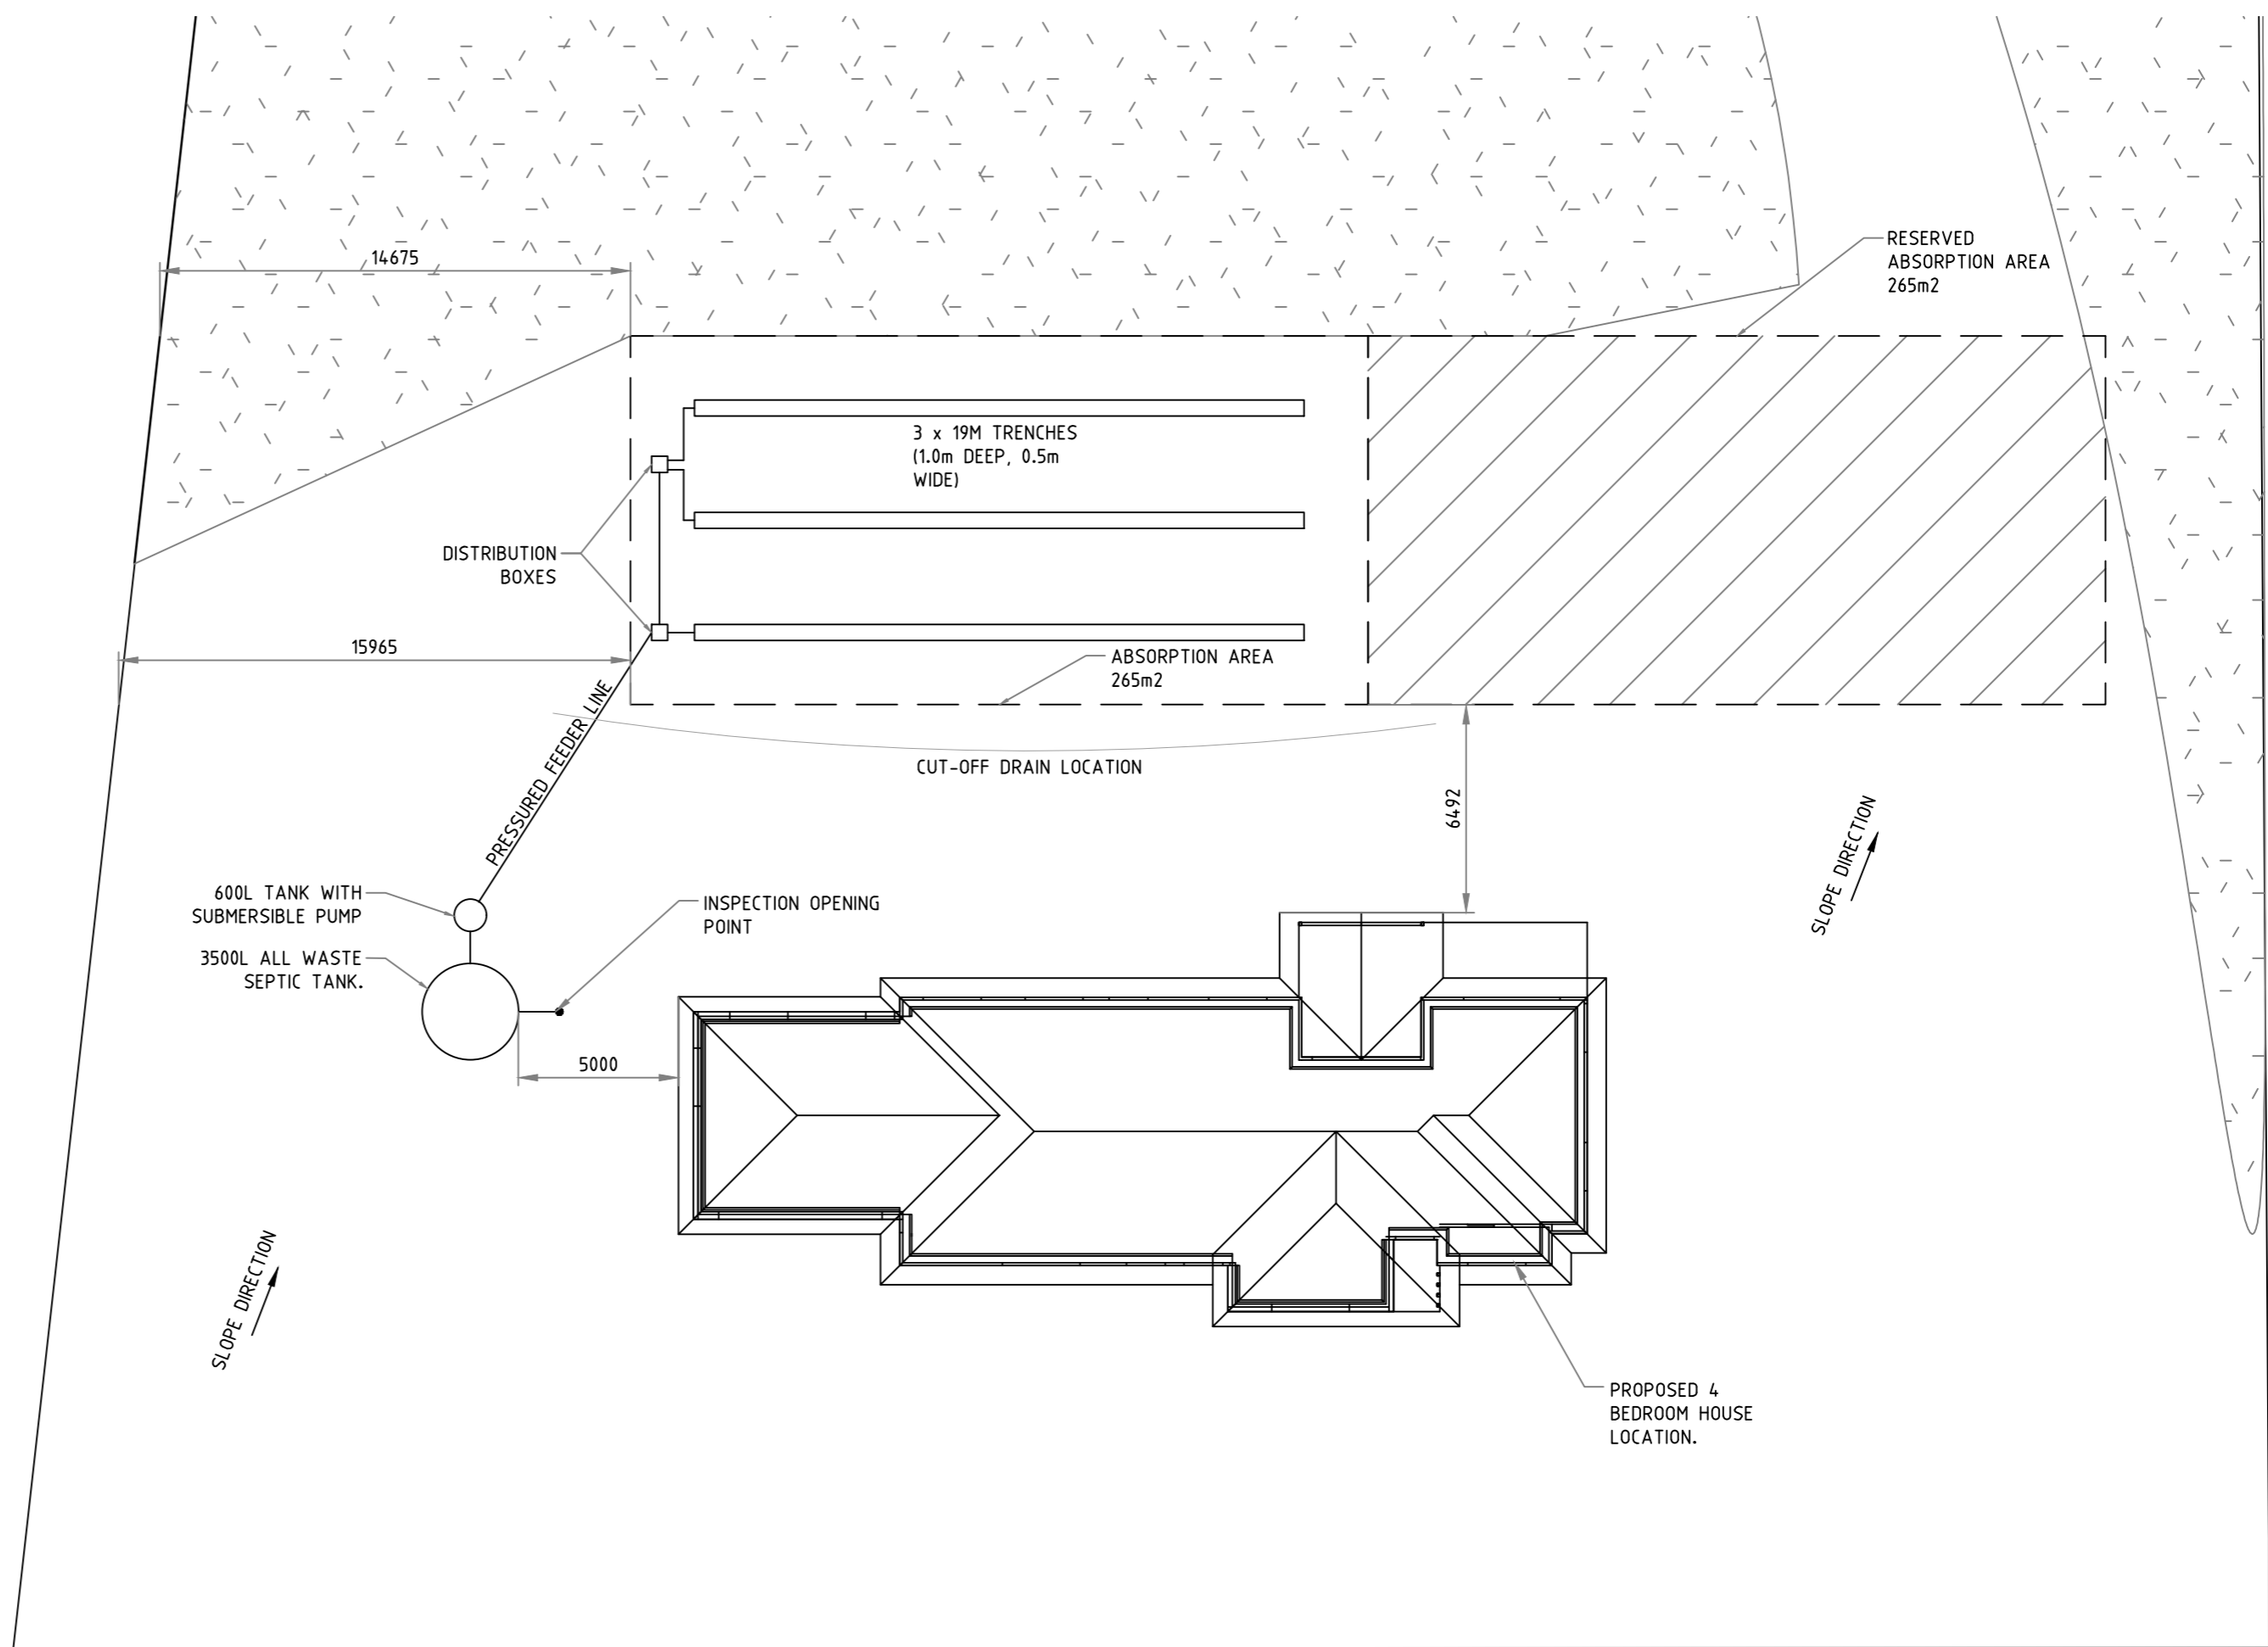 14675
RESERVED
ABSORPTION AREA
265m2
3 x 19M TRENCHES
(1.0m DEEP, 0.5m
WIDE)
DISTRIBUTION
BOXES
15965
ABSORPTION AREA
265m2
PRESSURED FEEDER LINE
CUT-OFF DRAIN LOCATION
6492
SLOPE DIRECTION
600L TANK WITH
SUBMERSIBLE PUMP
INSPECTION OPENING
POINT
3500L ALL WASTE
SEPTIC TANK.
5000
SLOPE DIRECTION
PROPOSED 4
BEDROOM HOUSE
LOCATION.